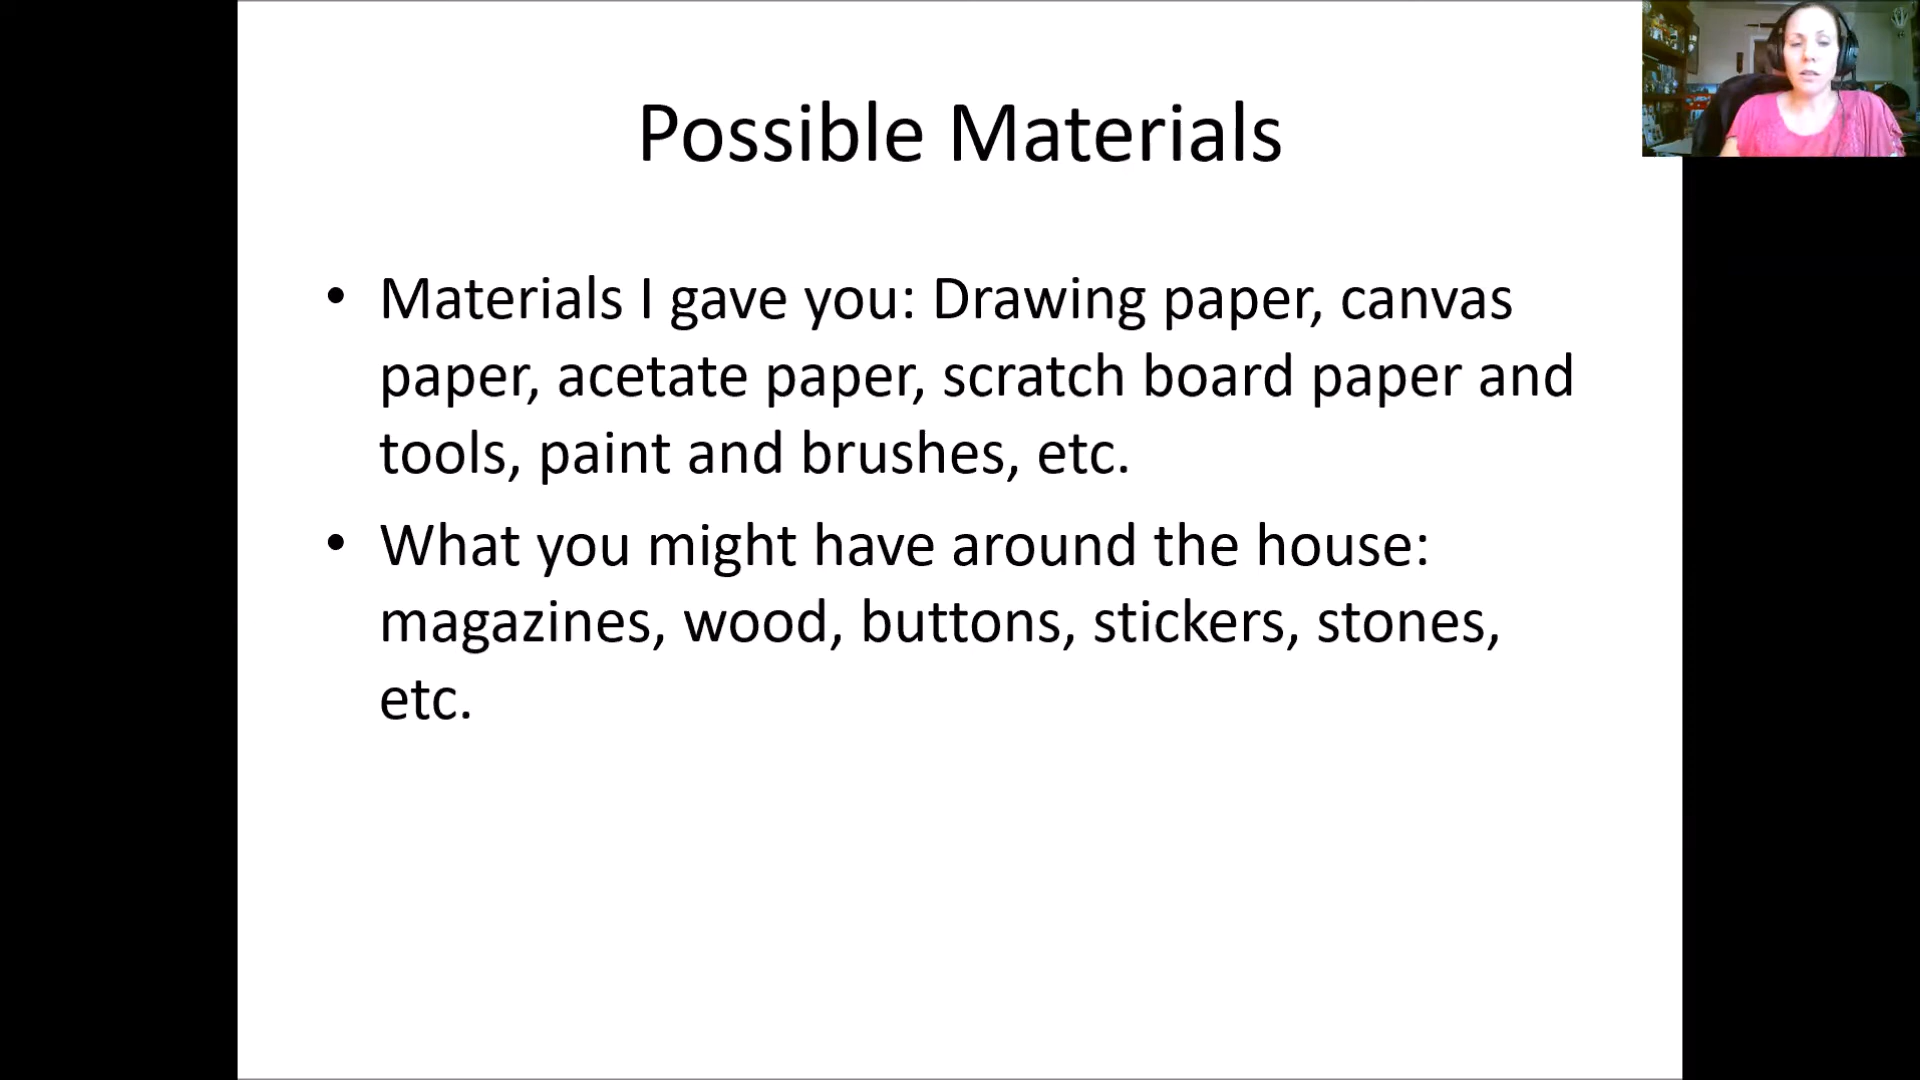 Possible Materials
• Materials I gave you: Drawing paper, canvas
paper, acetate paper, scratch board paper and
tools, paint and brushes, etc.
• What you might have around the house:
magazines, wood, buttons, stickers, stones,
etc.